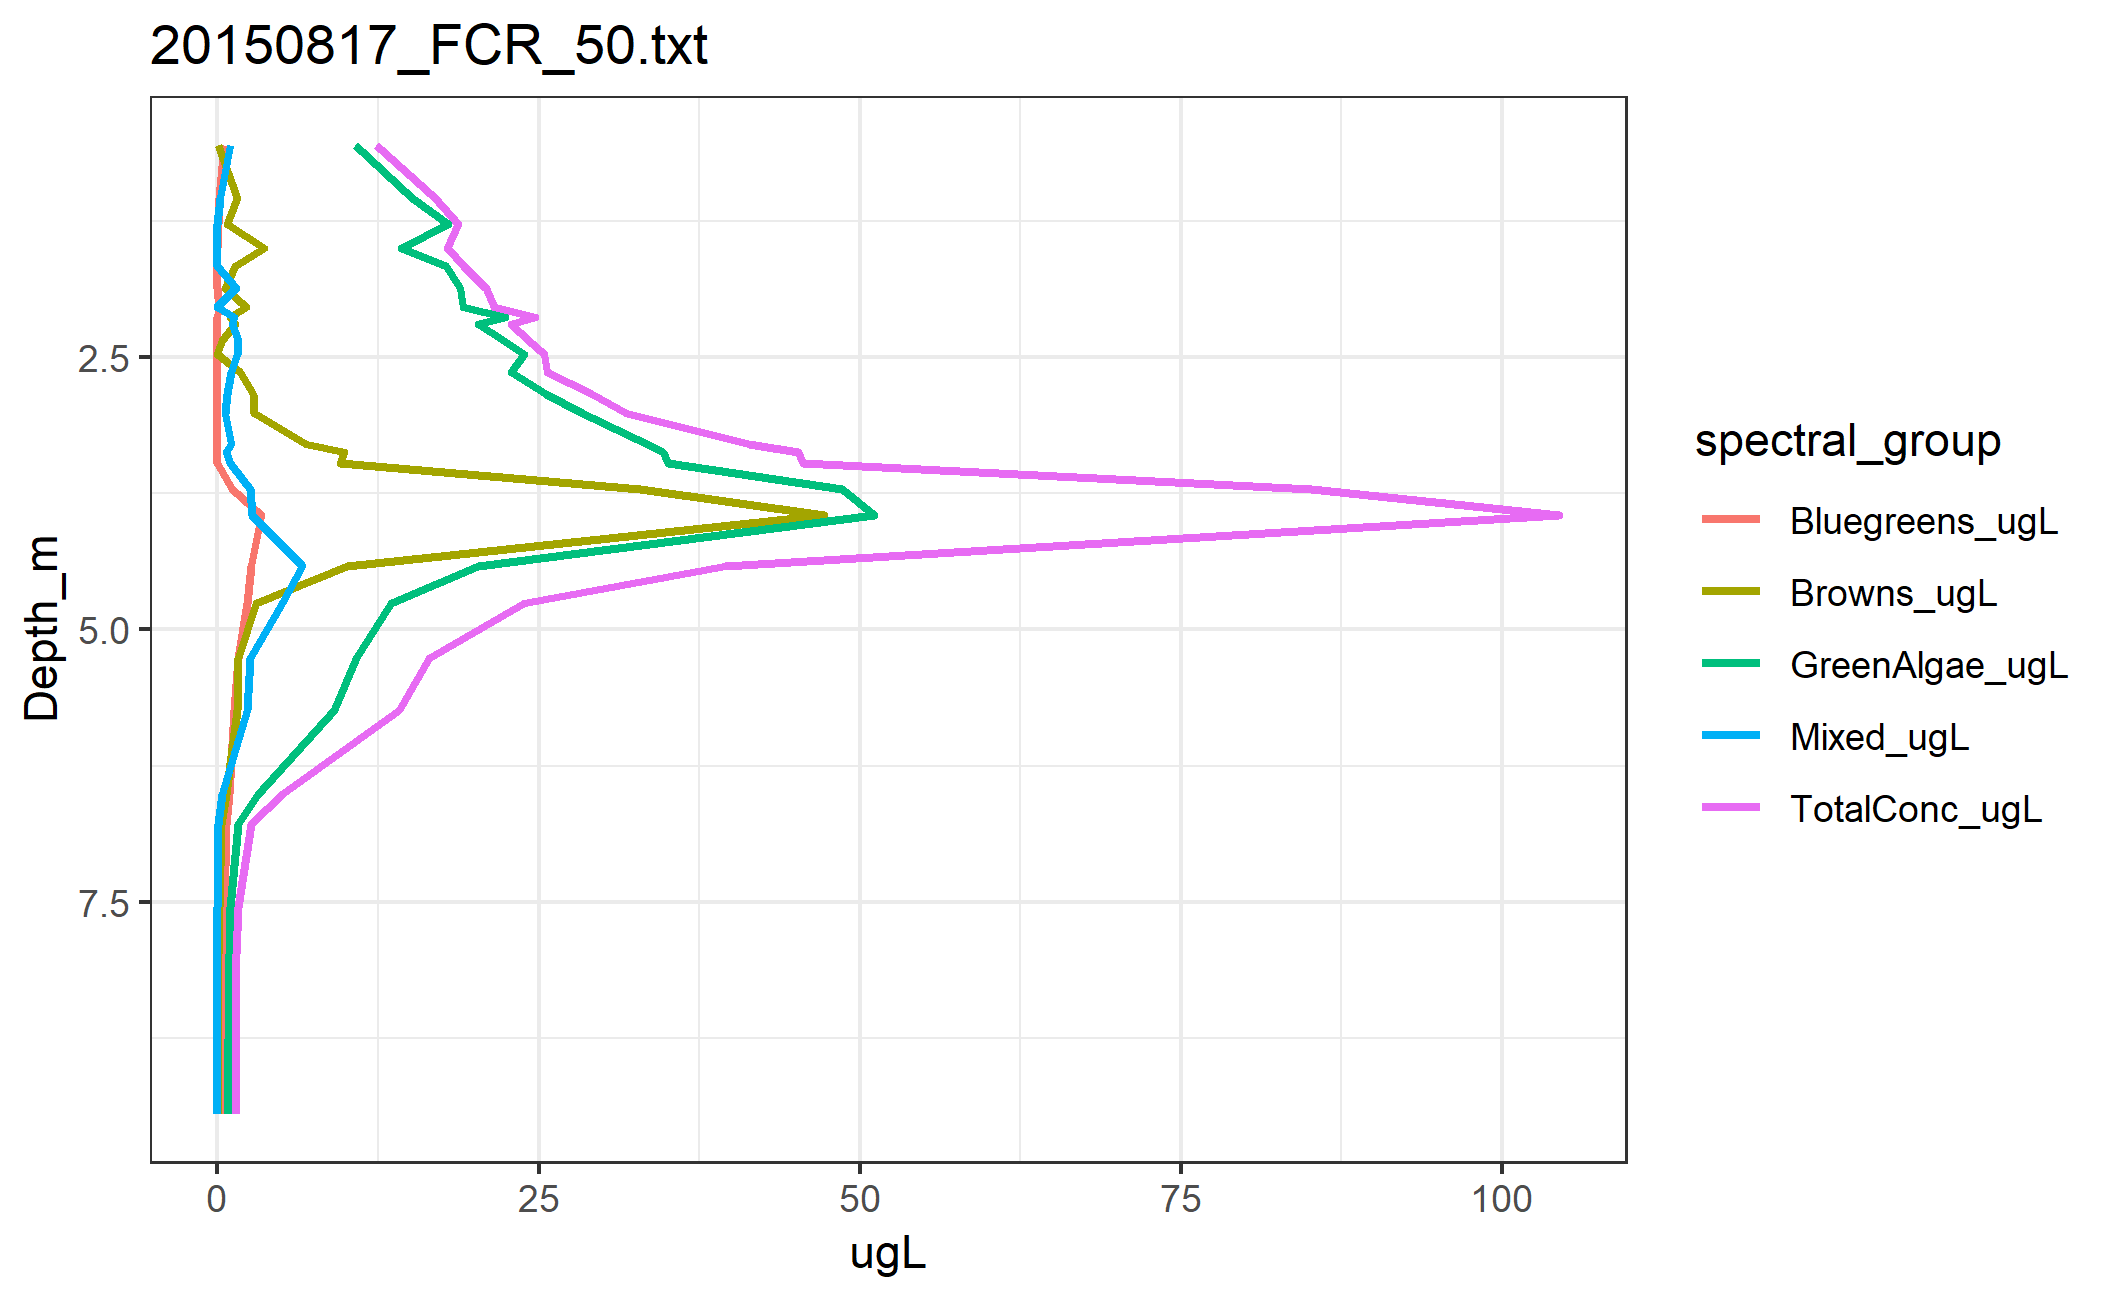 20150817_FCR_50.txt
Depth_m
2.5
5.0
7.5
0 25 50 75 100
ugL
spectral_group
Bluegreens_ugL
Browns_ugL
GreenAlgae_ugL
Mixed_ugL
TotalConc_ugL